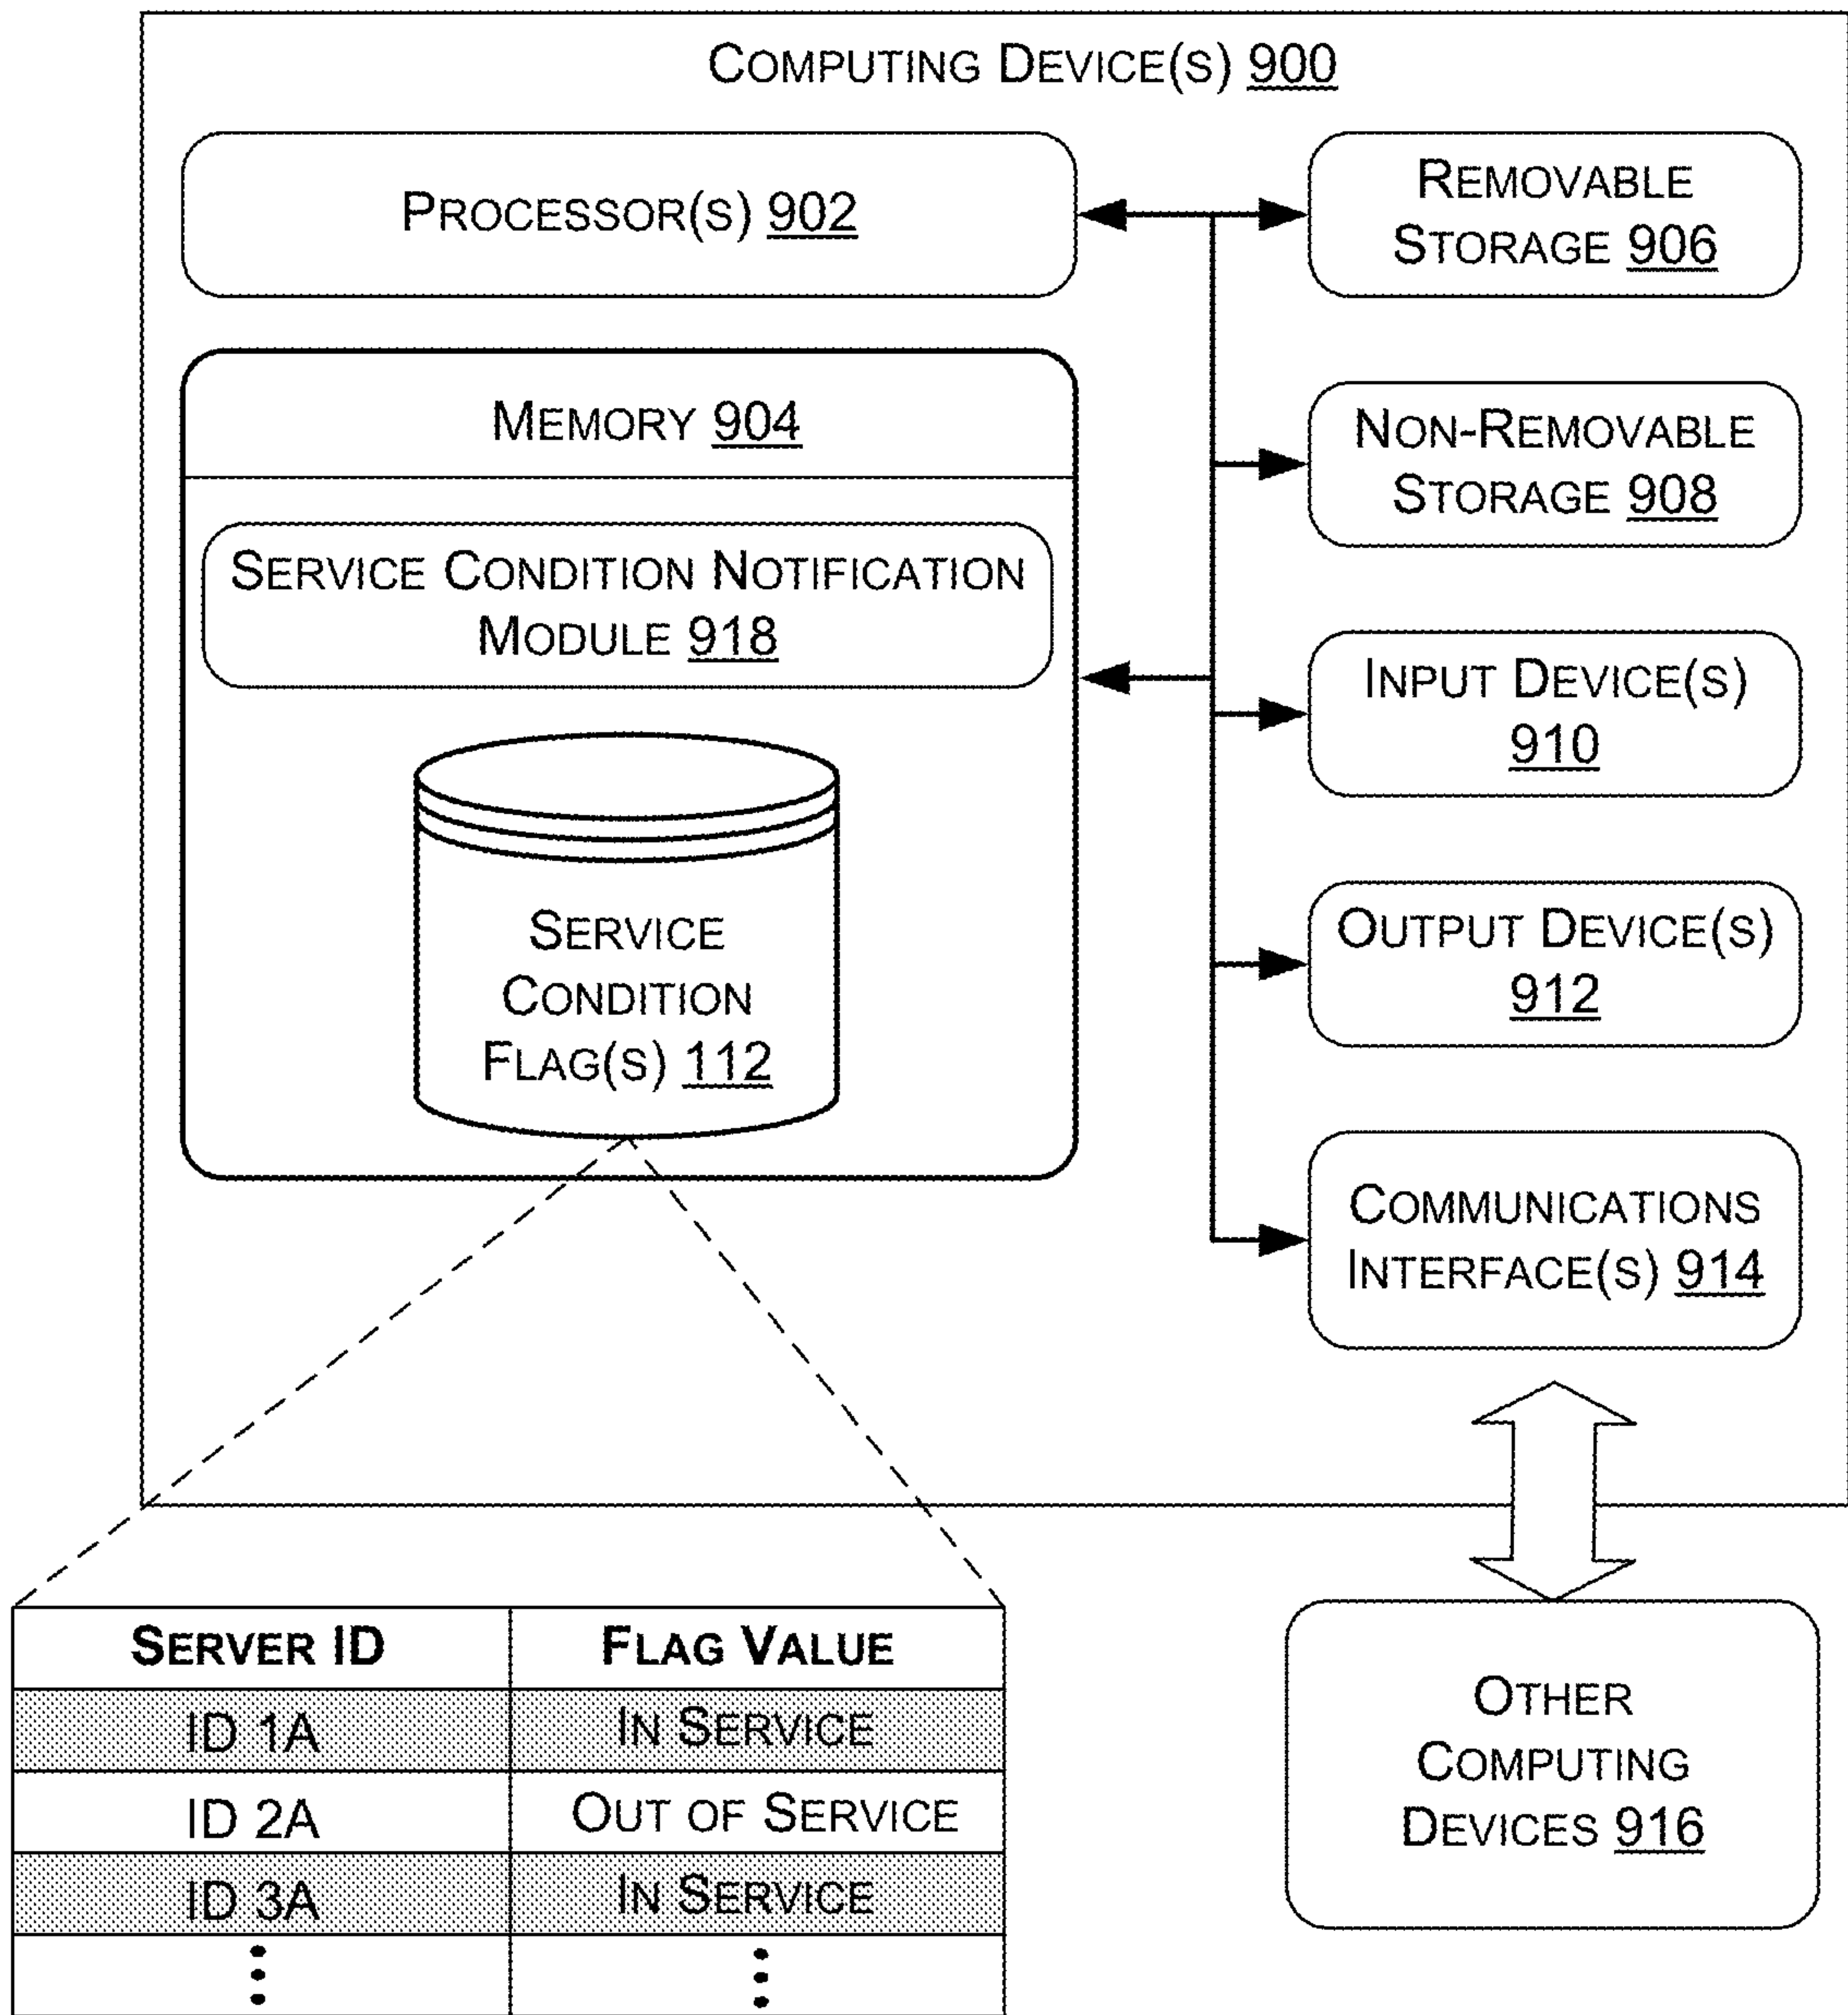 COMPUTING DEVICE(S) 900
PROCESSOR(S) 902
REMOVABLE
STORAGE 906
MEMORY 904
NON-REMOVABLE
STORAGE 908
SERVICE CONDITION NOTIFICATION
MODULE 918
INPUT DEVICE(S)
910
SERVICE
CONDITION
FLAG(S) 112
OUTPUT DEVICE(S)
912
COMMUNICATIONS
INTERFACE(S) 914
SERVER ID FLAG VALUE
ID 1A IN SERVICE
ID 2A OUT OF SERVICE
ID 3A IN SERVICE
OTHER
COMPUTING
DEVICES 916